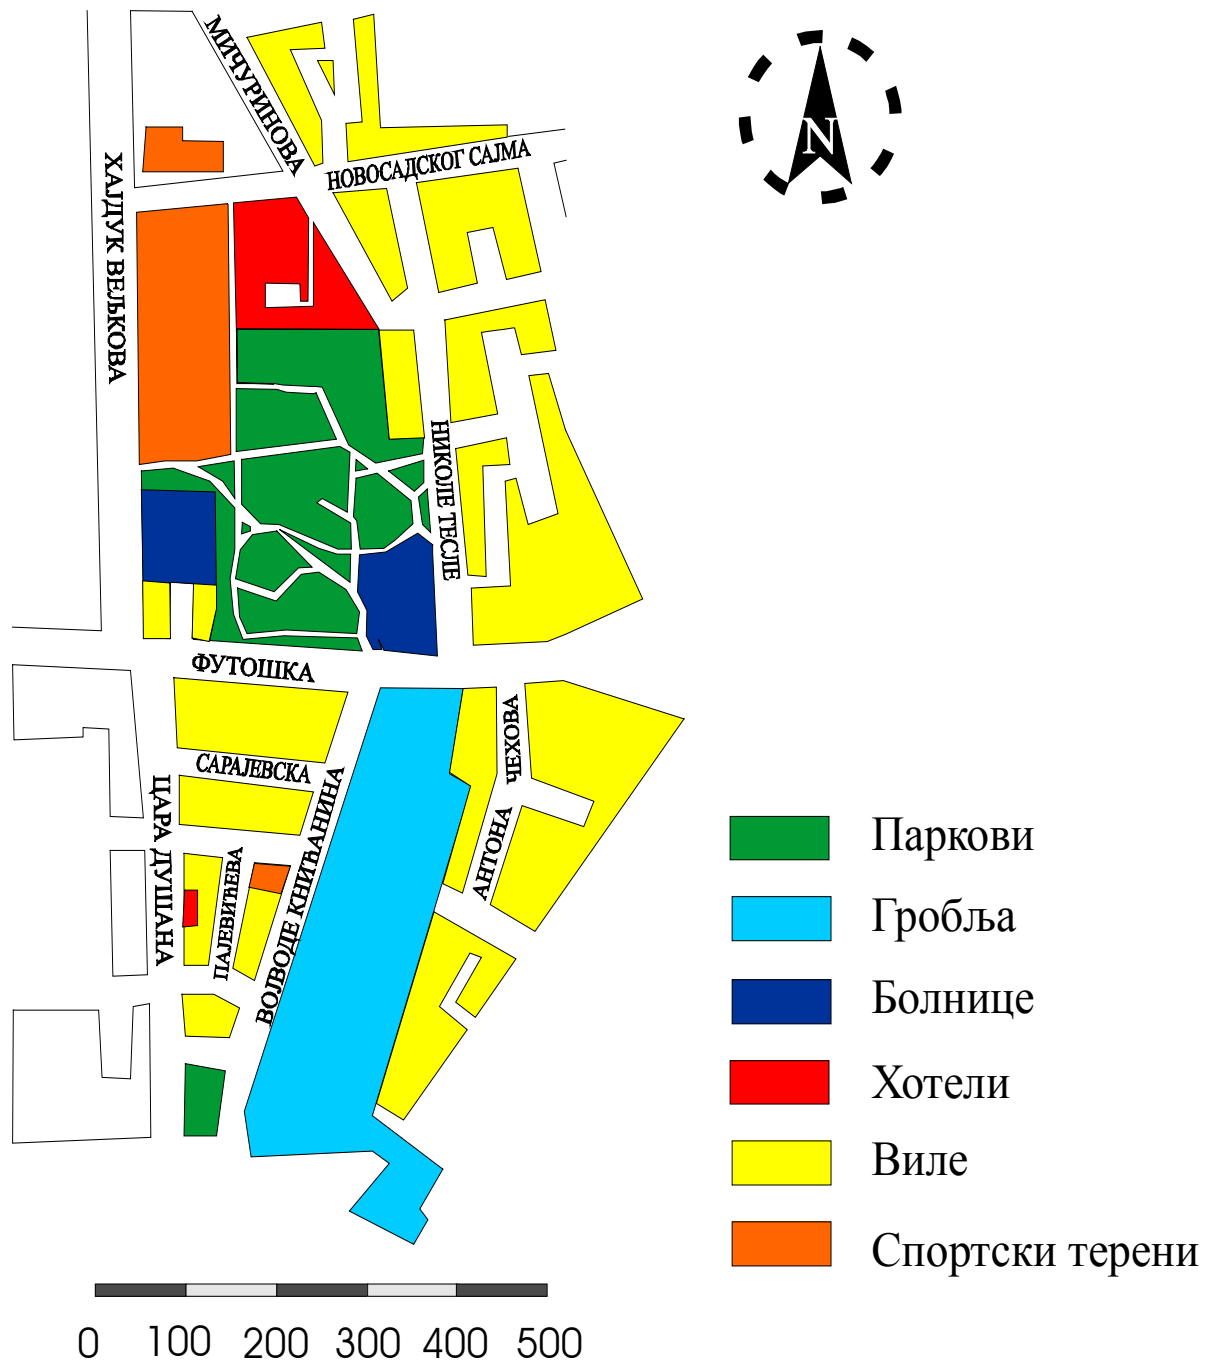 МИЧУРИНОВА
N
НОВОСАДСКОГ САЈМА
ХАЈДУК ВЕЉКОВА
НИКОЛЕ ТЕСЛЕ
ФУТОШКА
ЧЕХОВА
САРАЈЕВСКА
ЦАРА ДУШАНА
ВОЈВОДЕ КНИЋАНИНА
АНТОНА
ПАЈЕВИЋЕВА
Паркови
Гробља
Болнице
Хотели
Виле
Спортски терени
0 100 200 300 400 500